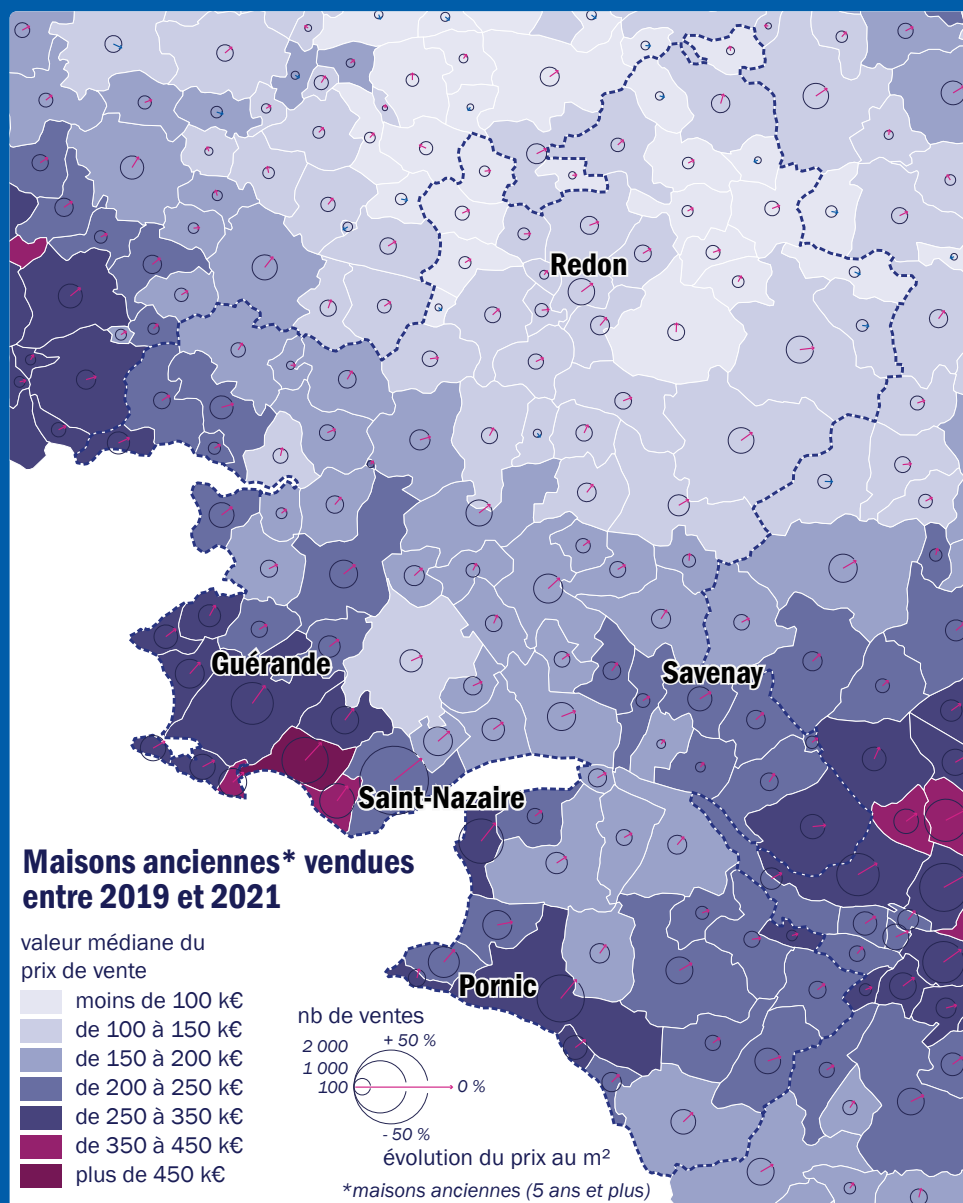 Redon
Guérande
Savenay
Saint-Nazaire
Pornic
Maisons anciennes* vendues
entre 2019 et 2021
valeur médiane du
prix de vente
moins de 100 k€
de 100 à 150 k€
de 150 à 200 k€
de 200 à 250 k€
de 250 à 350 k€
de 350 à 450 k€
plus de 450 k€
nb de ventes
2 000
1 000
100
+ 50 %
0 %
- 50 %
évolution du prix au m²
*maisons anciennes (5 ans et plus)